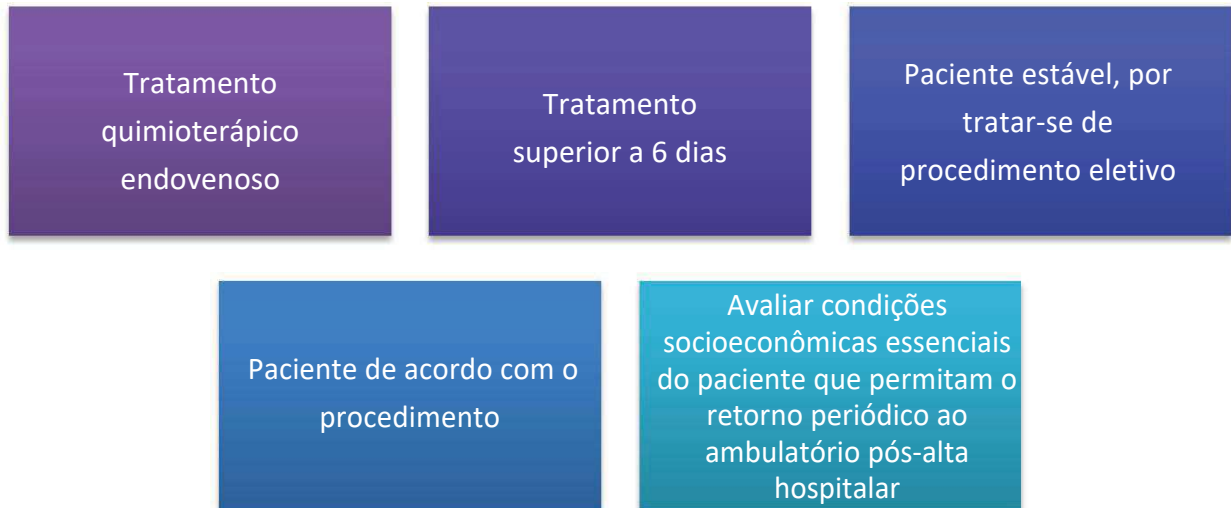 Tratamento
quimioterápico
endovenoso
Tratamento
superior a 6 dias
Paciente estável, por
tratar-se de
procedimento eletivo
Paciente de acordo com o
procedimento
Avaliar condições
socioeconômicas essenciais
do paciente que permitam o
retorno periódico ao
ambulatório pós-alta
hospitalar